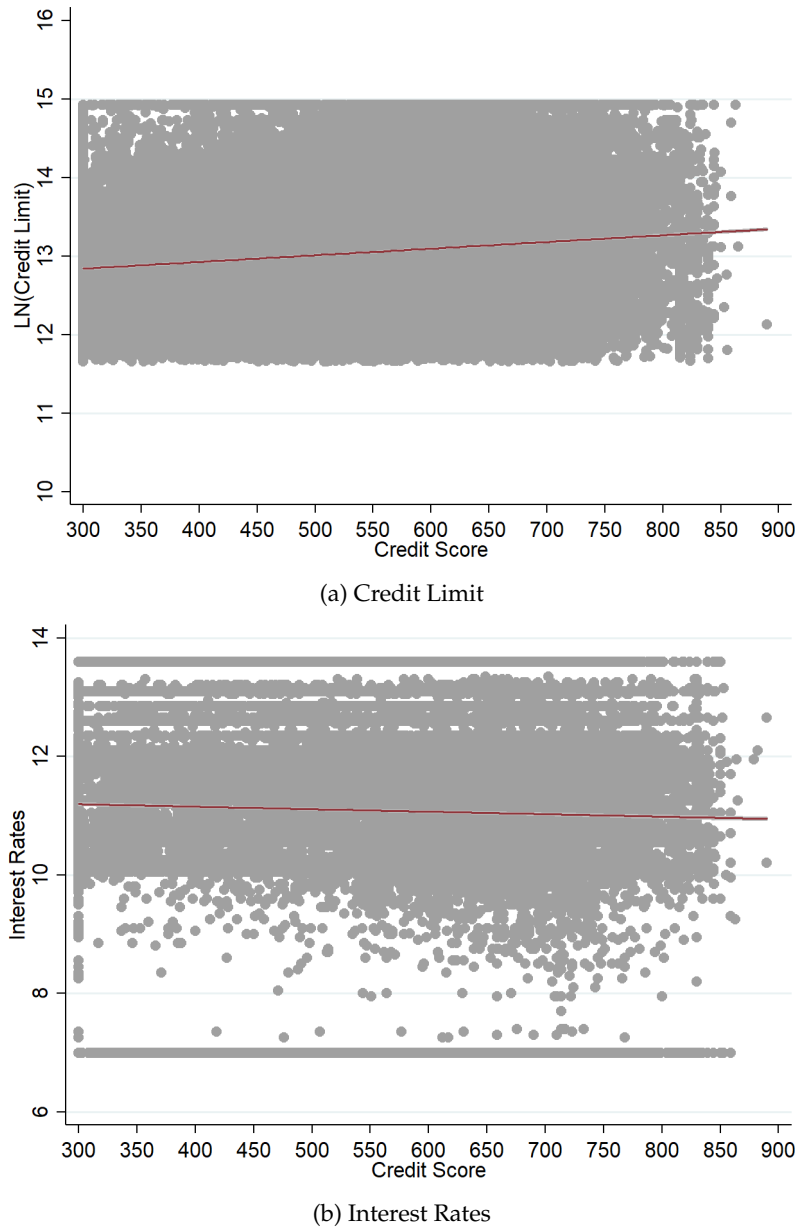 16
15
14
13
12
11
10
LN(Credit Limit)
300 350 400 450 500 550 600 650 700 750 800 850 900
Credit Score
(a) Credit Limit
14
12
10
8
6
Interest Rates
300 350 400 450 500 550 600 650 700 750 800 850 900
Credit Score
(b) Interest Rates